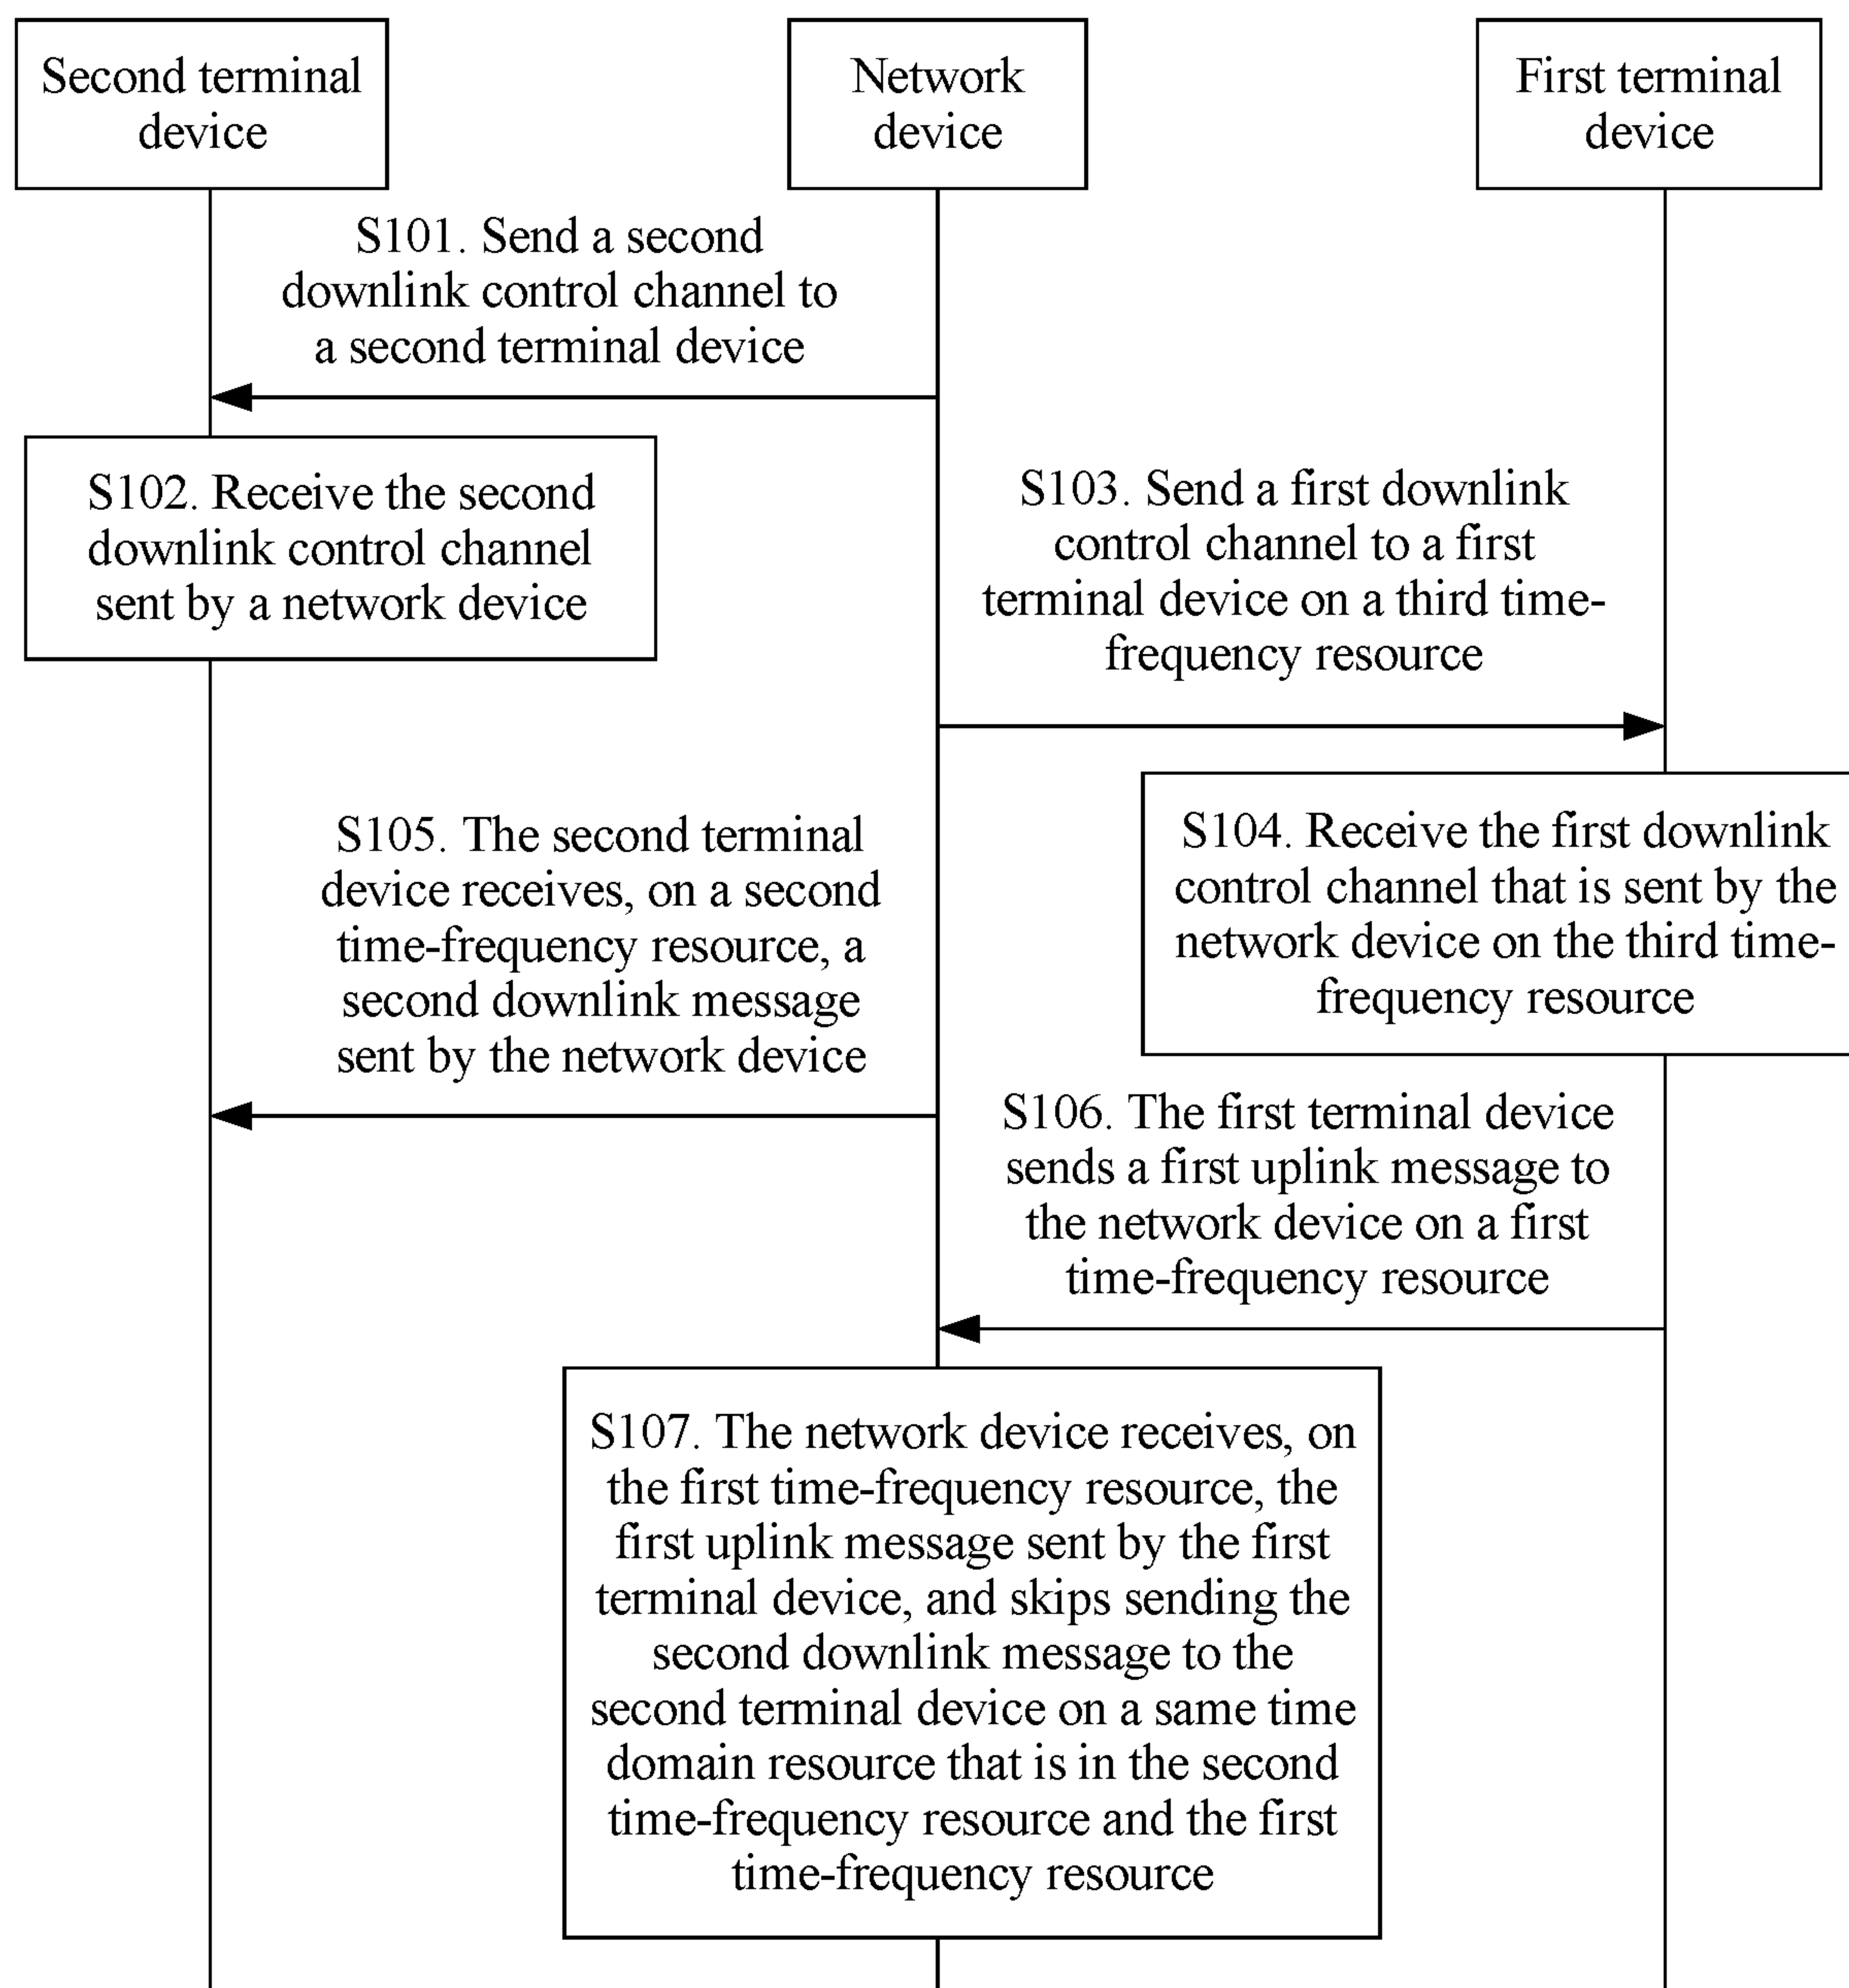 Second terminal
device
Network
device
First terminal
device
S101. Send a second
downlink control channel to
a second terminal device
S102. Receive the second
downlink control channel
sent by a network device
S103. Send a first downlink
control channel to a first
terminal device on a third time-
frequency resource
S104. Receive the first downlink
control channel that is sent by the
network device on the third time-
frequency resource
S105. The second terminal
device receives, on a second
time-frequency resource, a
second downlink message
sent by the network device
S106. The first terminal device
sends a first uplink message to
the network device on a first
time-frequency resource
S107. The network device receives, on
the first time-frequency resource, the
first uplink message sent by the first
terminal device, and skips sending the
second downlink message to the
second terminal device on a same time
domain resource that is in the second
time-frequency resource and the first
time-frequency resource